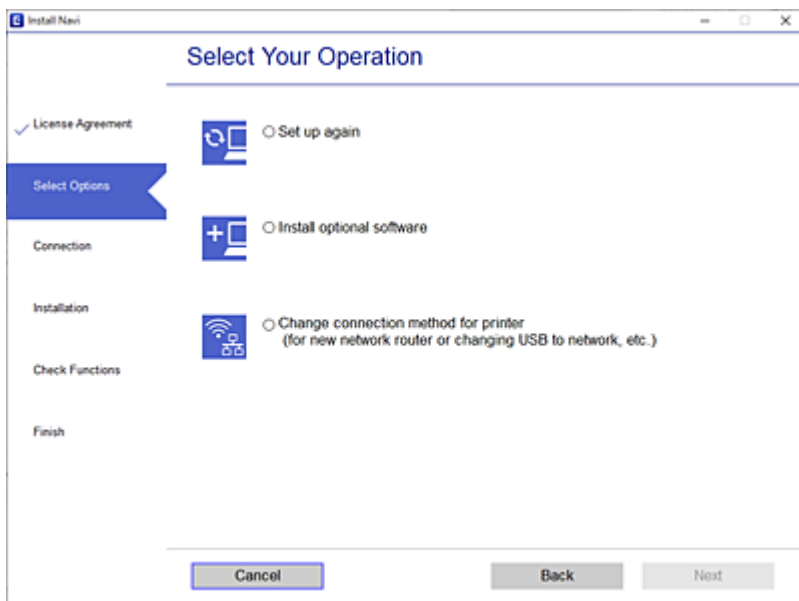 Install Navi
Select Your Operation
License Agreement
Select Options
Connection
Installation
Check Functions
Finish
Set up again
Install optional software
Change connection method for printer
(for new network router or changing USB to network, etc.)
Cancel
Back
Next